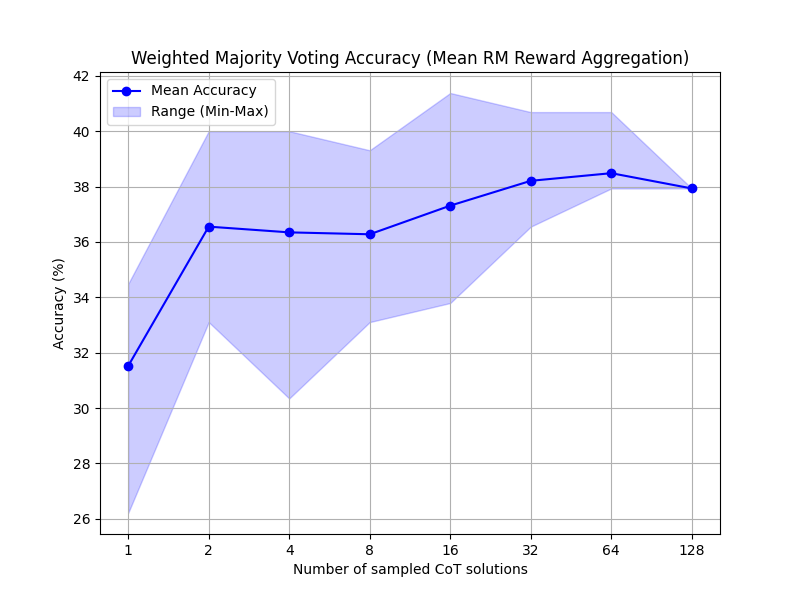 Weighted Majority Voting Accuracy (Mean RM Reward Aggregation)
Mean Accuracy
Range (Min-Max)
42
40
38
36
34
32
30
28
26
Accuracy (%)
1 2 4 8 16 32 64 128
Number of sampled CoT solutions